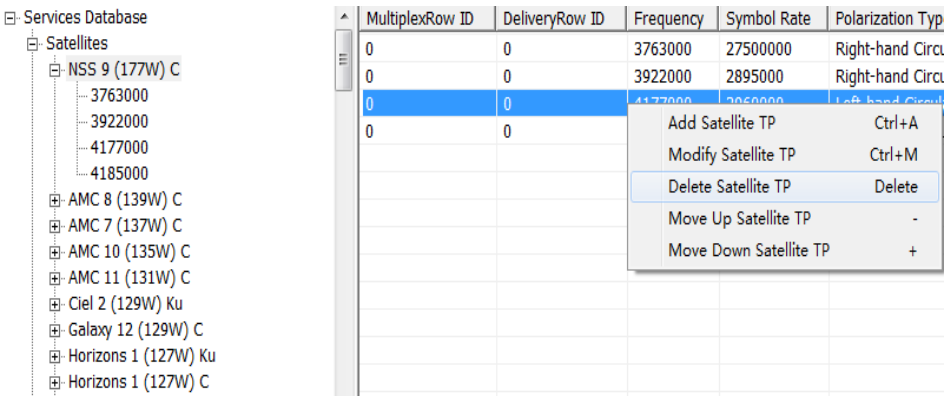 Services Database
Satellites
NSS 9 (177W) C
3763000
3922000
4177000
4185000
AMC 8 (139W) C
AMC 7 (137W) C
AMC 10 (135W) C
AMC 11 (131W) C
Ciel 2 (129W) Ku
Galaxy 12 (129W) C
Horizons 1 (127W) Ku
Horizons 1 (127W) C
MultiplexRow ID DeliveryRow ID Frequency Symbol Rate Polarization Typ
0 0 3763000 27500000 Right-hand Circu
0 0 3922000 2895000 Right-hand Circu
0 0 4177000
0 0
Add Satellite TP Ctrl+A
Modify Satellite TP Ctrl+M
Delete Satellite TP Delete
Move Up Satellite TP -
Move Down Satellite TP +